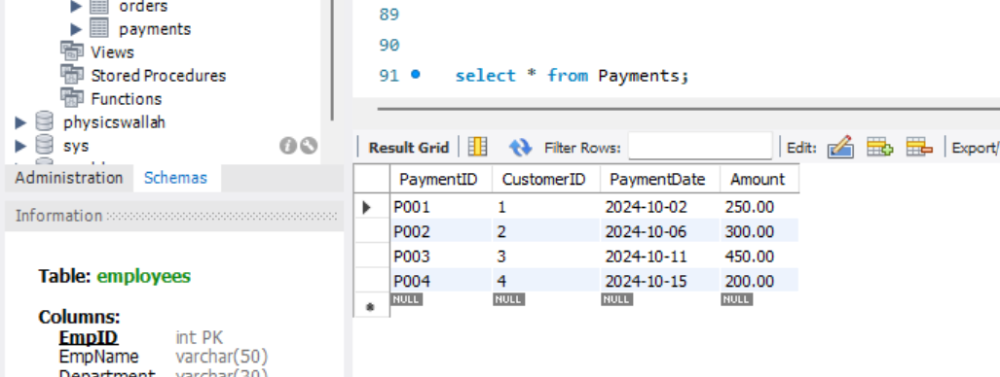 orders
payments
Views
Stored Procedures
Functions
physicswallah
sys
Administration Schemas
Information
Table: employees
Columns:
EmpID int PK
EmpName varchar(50)
Department varchar(30)
89
90
91 select * from Payments;
Result Grid Filter Rows: Edit: Export/
PaymentID CustomerID PaymentDate Amount
P001 1 2024-10-02 250.00
P002 2 2024-10-06 300.00
P003 3 2024-10-11 450.00
P004 4 2024-10-15 200.00
NULL NULL NULL NULL